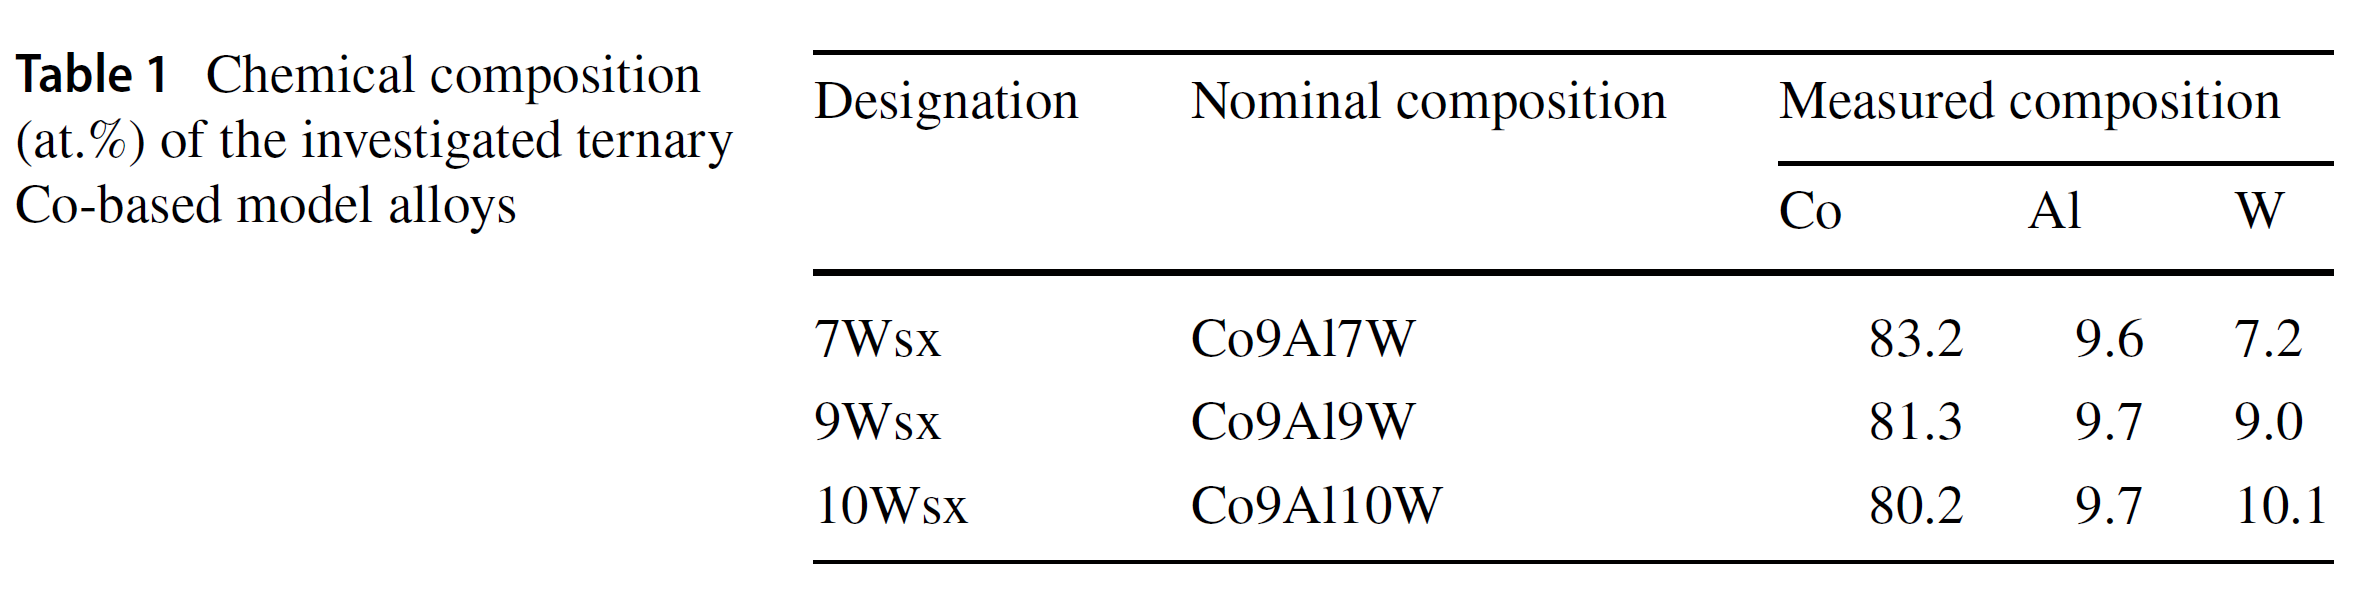 Table 1 Chemical composition
(at.%) of the investigated ternary
Co-based model alloys
Designation Nominal composition Measured composition
Co Al W
7Wsx Co9Al7W 83.2 9.6 7.2
9Wsx Co9Al9W 81.3 9.7 9.0
10Wsx Co9Al10W 80.2 9.7 10.1